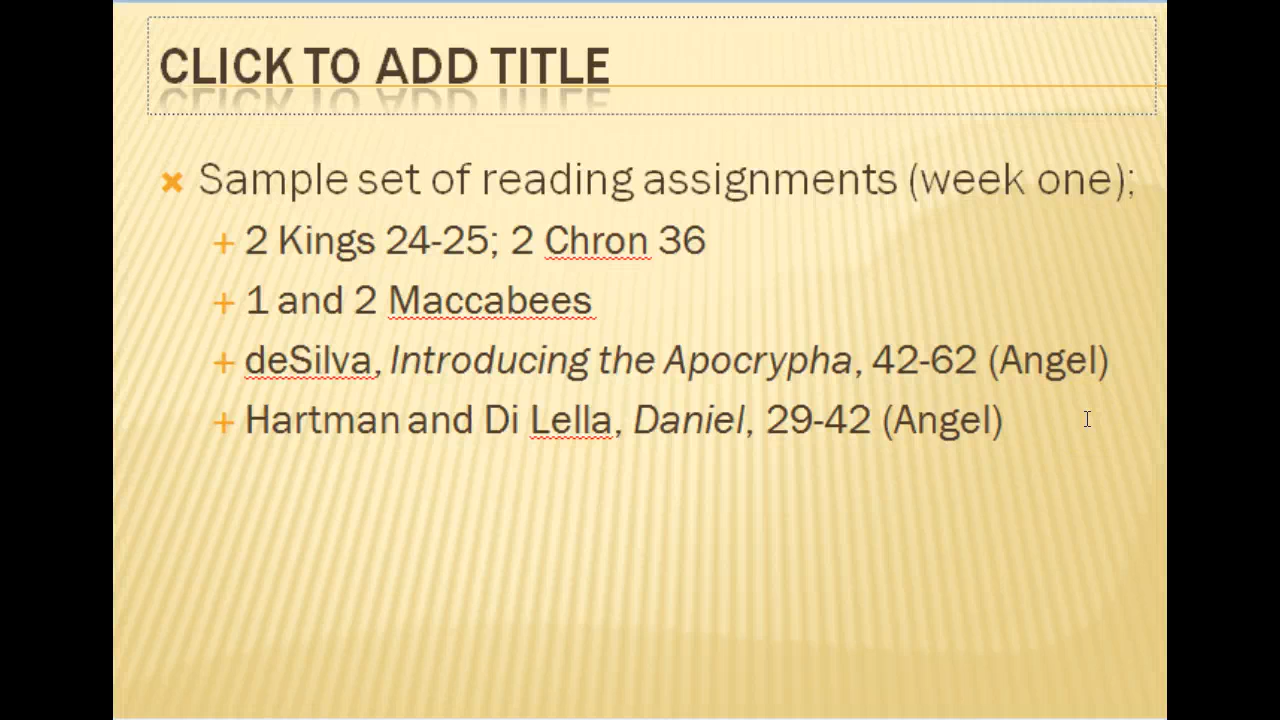 CLICK TO ADD TITLE
Sample set of reading assignments (week one);
2 Kings 24-25; 2 Chron 36
1 and 2 Maccabees
deSilva, Introducing the Apocrypha, 42-62 (Angel)
Hartman and Di Lella, Daniel, 29-42 (Angel)